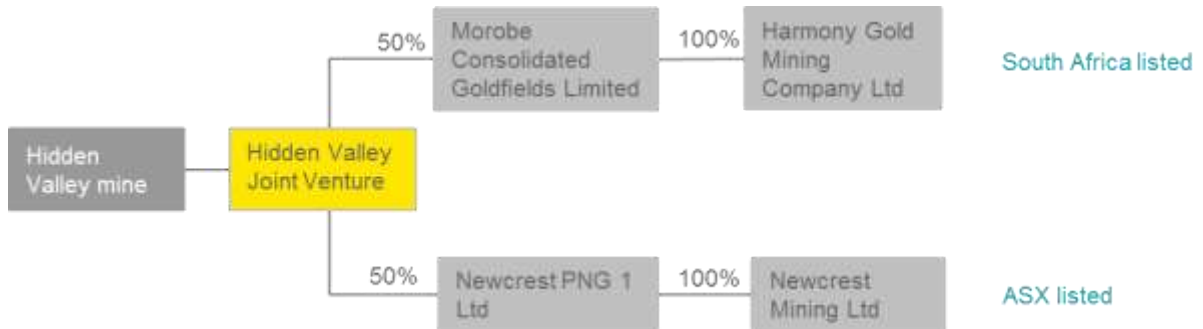 50%
Morobe
Consolidated
Goldfields Limited
100%
Harmony Gold
Mining
Company Ltd
South Africa listed
Hidden
Valley mine
Hidden Valley
Joint Venture
50%
Newcrest PNG 1
Ltd
100%
Newcrest
Mining Ltd
ASX listed